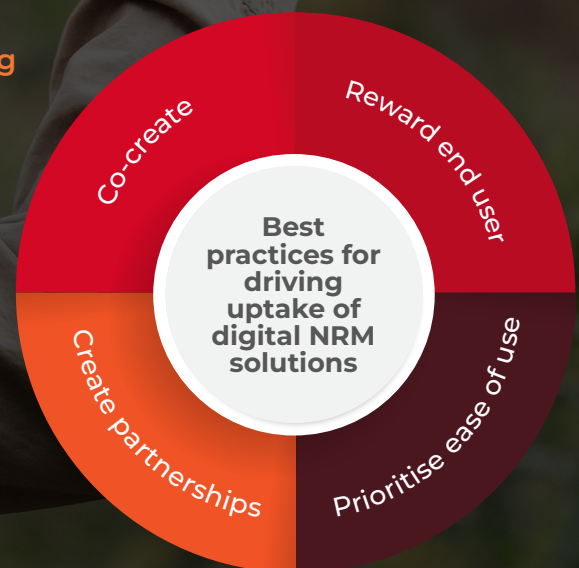 g
Co-create
Reward end user
Best
practices for
driving
uptake of
digital NRM
solutions
Create partnerships
Prioritise ease of use